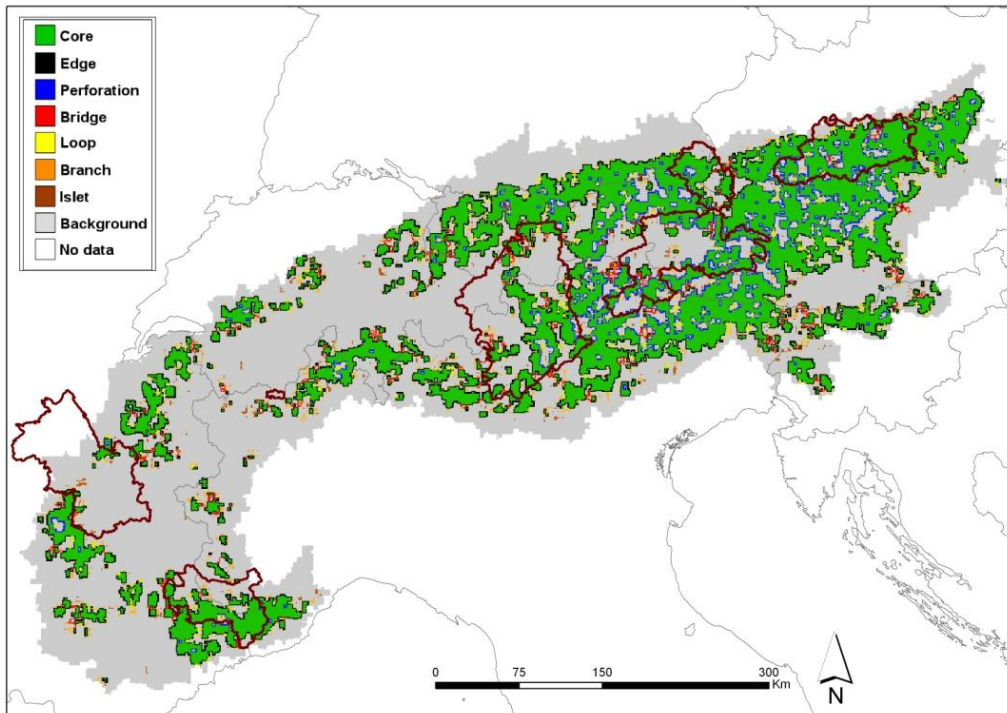 Core
Edge
Perforation
Bridge
Loop
Branch
Islet
Background
No data
0 75 150 300
Km
N